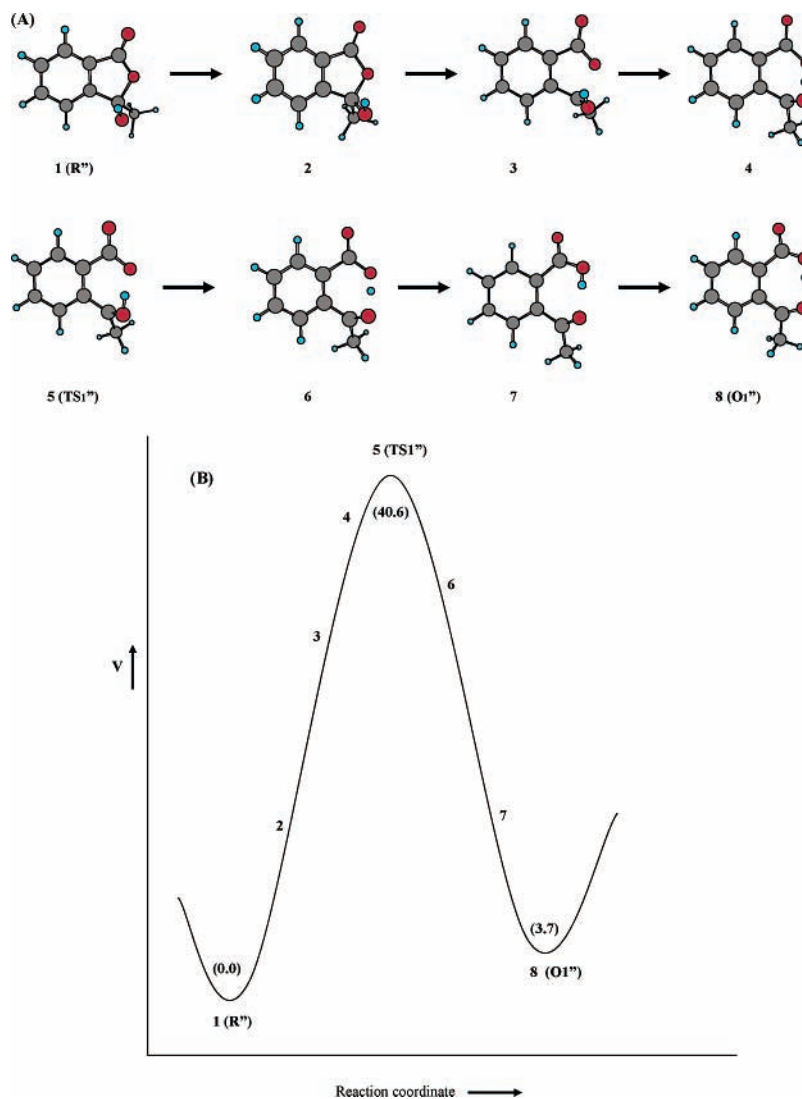 (A)
1 (R”)
2
3
4
5 (TS1”)
6
7
8 (O1”)
5 (TS1”)
(B)
(40.6)
4
6
3
V
2
7
(3.7)
(0.0)
8 (O1”)
1 (R”)
Reaction coordinate